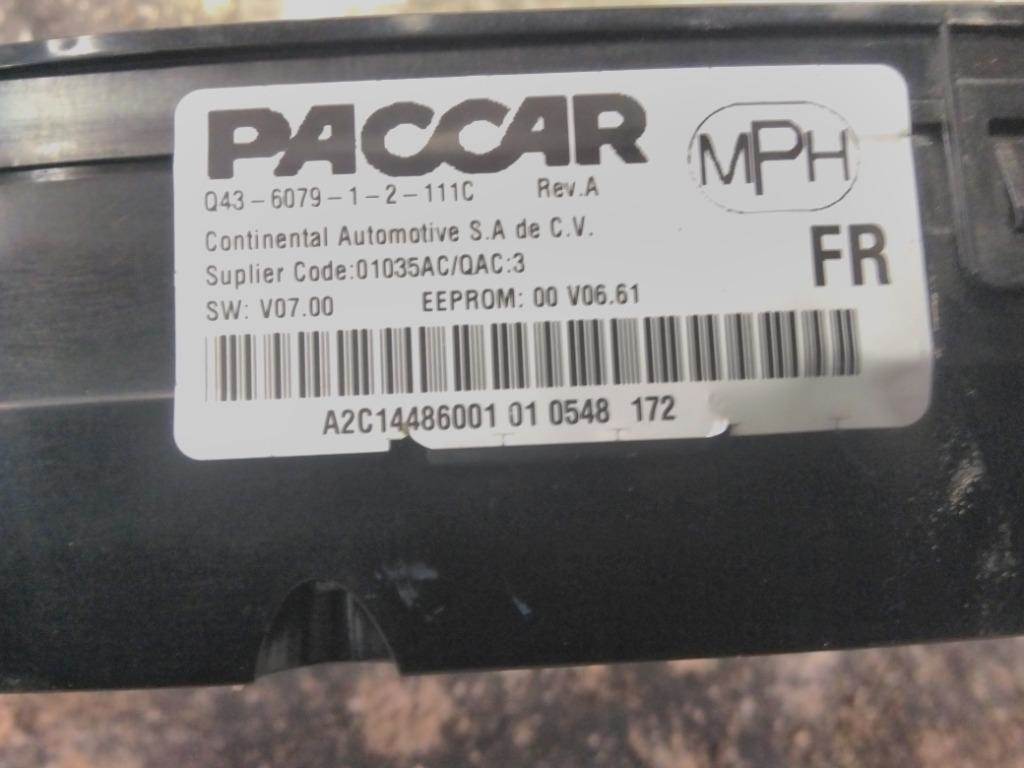 PACCAR
MPH
Q43-6079-1-2-111C Rev.A
Continental Automotive S.A de C.V.
FR
Suplier Code:01035AC/QAC:3
SW: V07.00 EEPROM: 00 V06.61
A2C14486001 01 0548 172